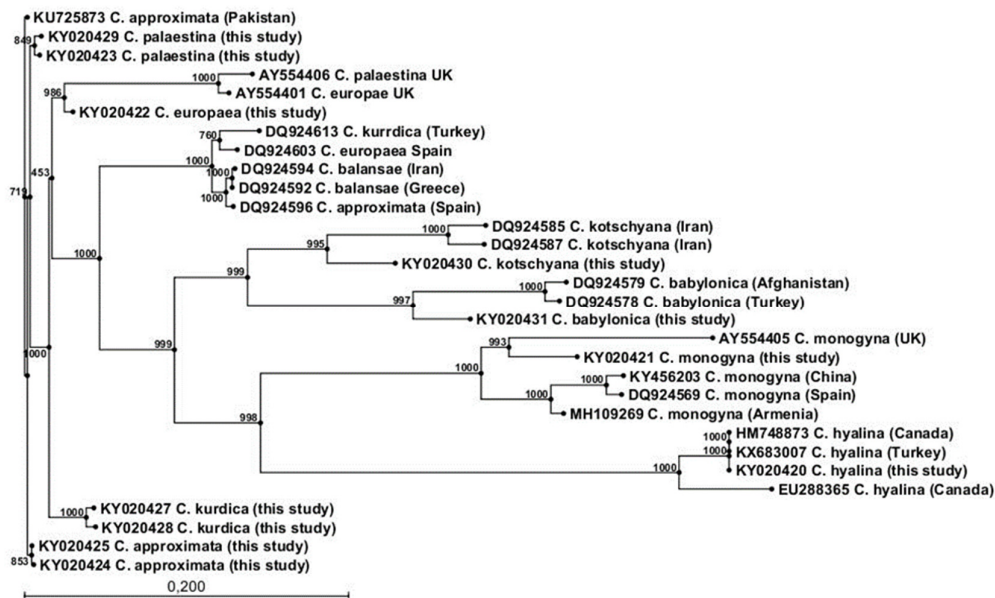 KU725873 C. approximata (Pakistan)
849
KY020429 C. palaestina (this study)
KY020423 C. palaestina (this study)
1000
AY554406 C. palaestina UK
986
AY554401 C. europae UK
KY020422 C. europaea (this study)
760
DQ924613 C. kurrdica (Turkey)
DQ924603 C. europaea Spain
1000
453
1000
DQ924594 C. balansae (Iran)
719
1000
DQ924592 C. balansae (Greece)
DQ924596 C. approximata (Spain)
1000
DQ924585 C. kotschyana (Iran)
1000
995
DQ924587 C. kotschyana (Iran)
999
KY020430 C. kotschyana (this study)
1000
DQ924579 C. babylonica (Afghanistan)
997
DQ924578 C. babylonica (Turkey)
KY020431 C. babylonica (this study)
1000
999
993
AY554405 C. monogyna (UK)
KY020421 C. monogyna (this study)
1000
1000
KY456203 C. monogyna (China)
1000
DQ924569 C. monogyna (Spain)
998
MH109269 C. monogyna (Armenia)
1000
HM748873 C. hyalina (Canada)
1000
KX683007 C. hyalina (Turkey)
1000
KY020420 C. hyalina (this study)
EU288365 C. hyalina (Canada)
1000
KY020427 C. kurdica (this study)
KY020428 C. kurdica (this study)
KY020425 C. approximata (this study)
853
KY020424 C. approximata (this study)
0,200